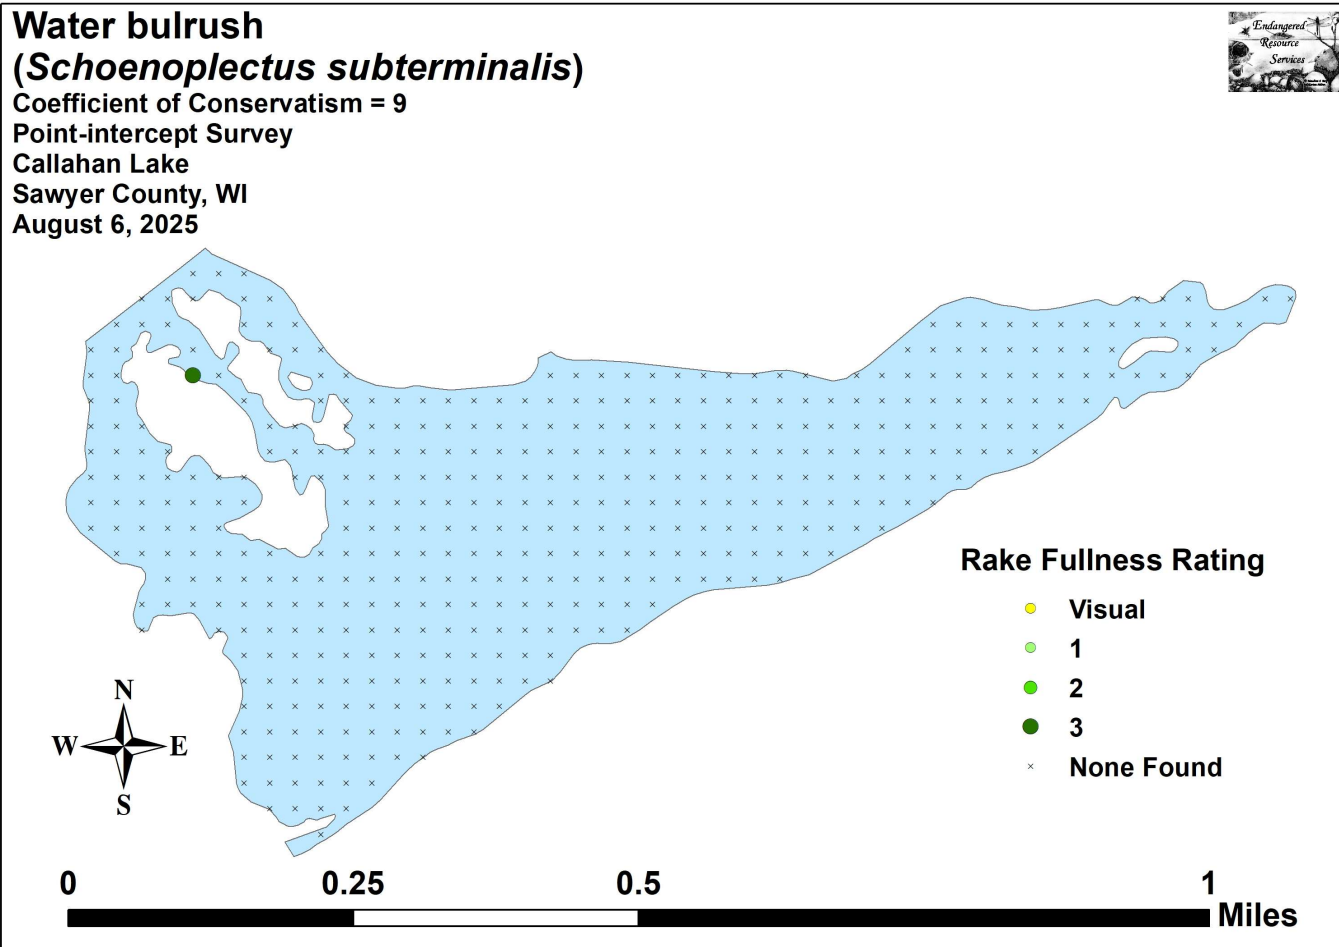 Water bulrush
(Schoenoplectus subterminalis)
Coefficient of Conservatism = 9
Point-intercept Survey
Callahan Lake
Sawyer County, WI
August 6, 2025
Endangered
Resource
Services
Rake Fullness Rating
Visual
1
2
3
None Found
N
W E
S
0 0.25 0.5 1
Miles